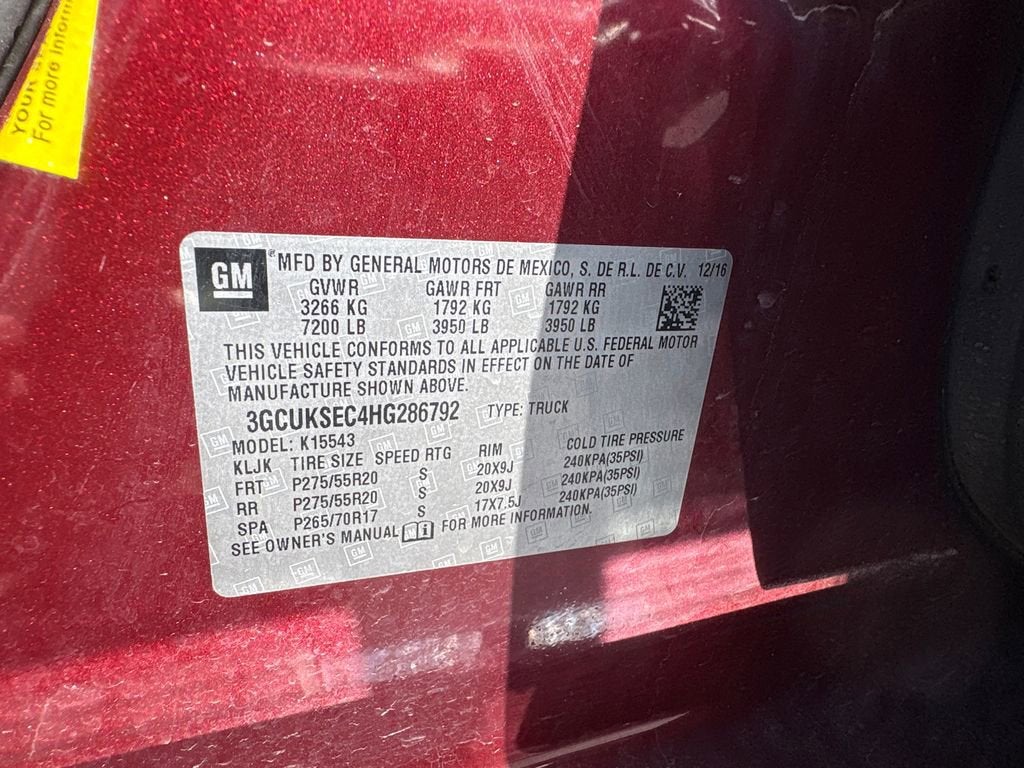 YOUR
For more inform
GM
® MFD BY GENERAL MOTORS DE MEXICO, S. DE R.L. DE C.V. 12/16
GVWR GAWR FRT GAWR RR
3266 KG 1792 KG 1792 KG
7200 LB 3950 LB 3950 LB
THIS VEHICLE CONFORMS TO ALL APPLICABLE U.S. FEDERAL MOTOR
VEHICLE SAFETY STANDARDS IN EFFECT ON THE DATE OF
MANUFACTURE SHOWN ABOVE.
3GCUKSEC4HG286792 TYPE: TRUCK
MODEL: K15543
KLJK TIRE SIZE SPEED RTG RIM COLD TIRE PRESSURE
FRT P275/55R20 S 20X9J 240KPA(35PSI)
RR P275/55R20 S 20X9J 240KPA(35PSI)
SPA P265/70R17 S 17X7.5J 240KPA(35PSI)
SEE OWNER'S MANUAL FOR MORE INFORMATION.